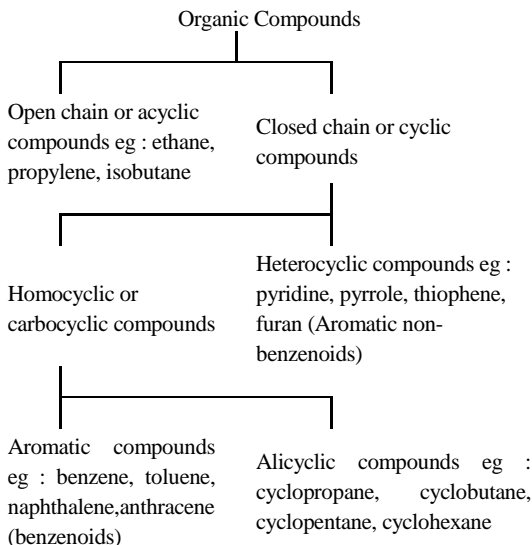 Organic Compounds
Open chain or acyclic
compounds eg : ethane,
propylene, isobutane
Closed chain or cyclic
compounds
Homocyclic or
carbocyclic compounds
Heterocyclic compounds eg :
pyridine, pyrrole, thiophene,
furan (Aromatic non-
benzenoids)
Aromatic compounds
eg : benzene, toluene,
naphthalene,anthracene
(benzenoids)
Alicyclic compounds eg :
cyclopropane, cyclobutane,
cyclopentane, cyclohexane